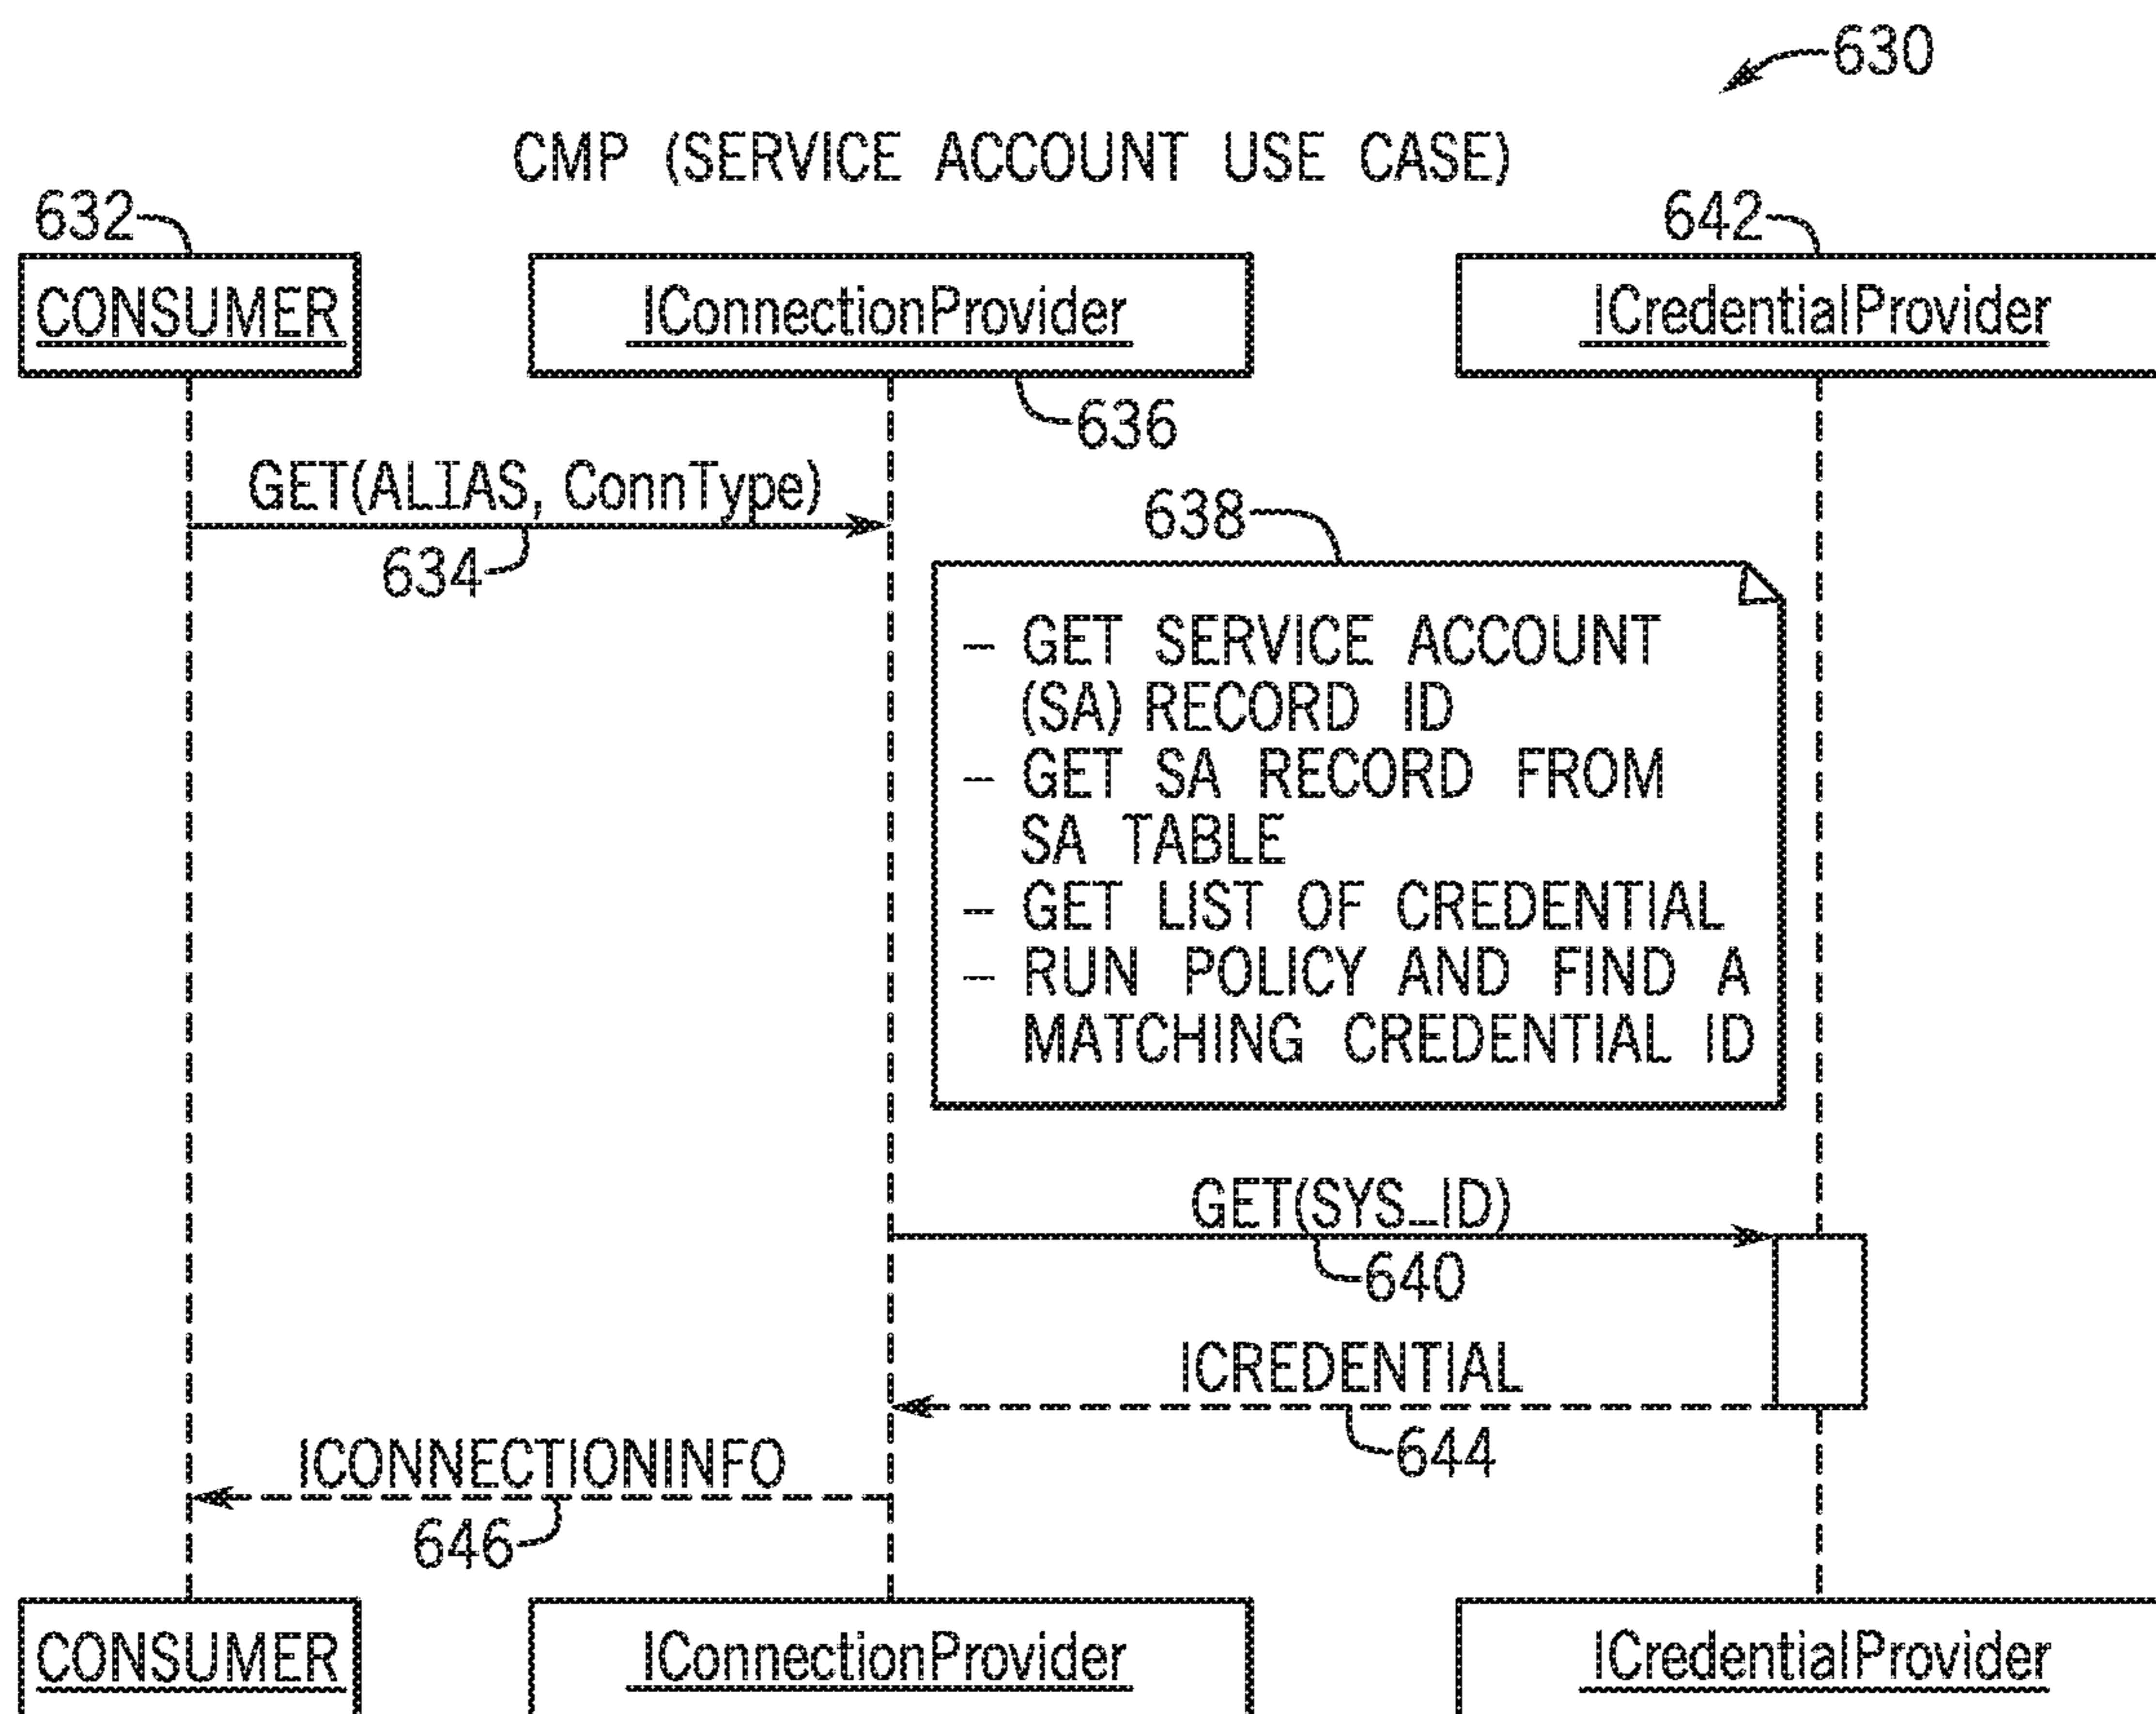 630
CMP (SERVICE ACCOUNT USE CASE)
632
642
CONSUMER
IConnectionProvider
ICredentialProvider
636
GET(ALIAS, ConnType)
634
638
– GET SERVICE ACCOUNT
(SA) RECORD ID
– GET SA RECORD FROM
SA TABLE
– GET LIST OF CREDENTIAL
– RUN POLICY AND FIND A
MATCHING CREDENTIAL ID
GET(SYS_ID)
640
ICREDENTIAL
644
ICONNECTIONINFO
646
CONSUMER
IConnectionProvider
ICredentialProvider